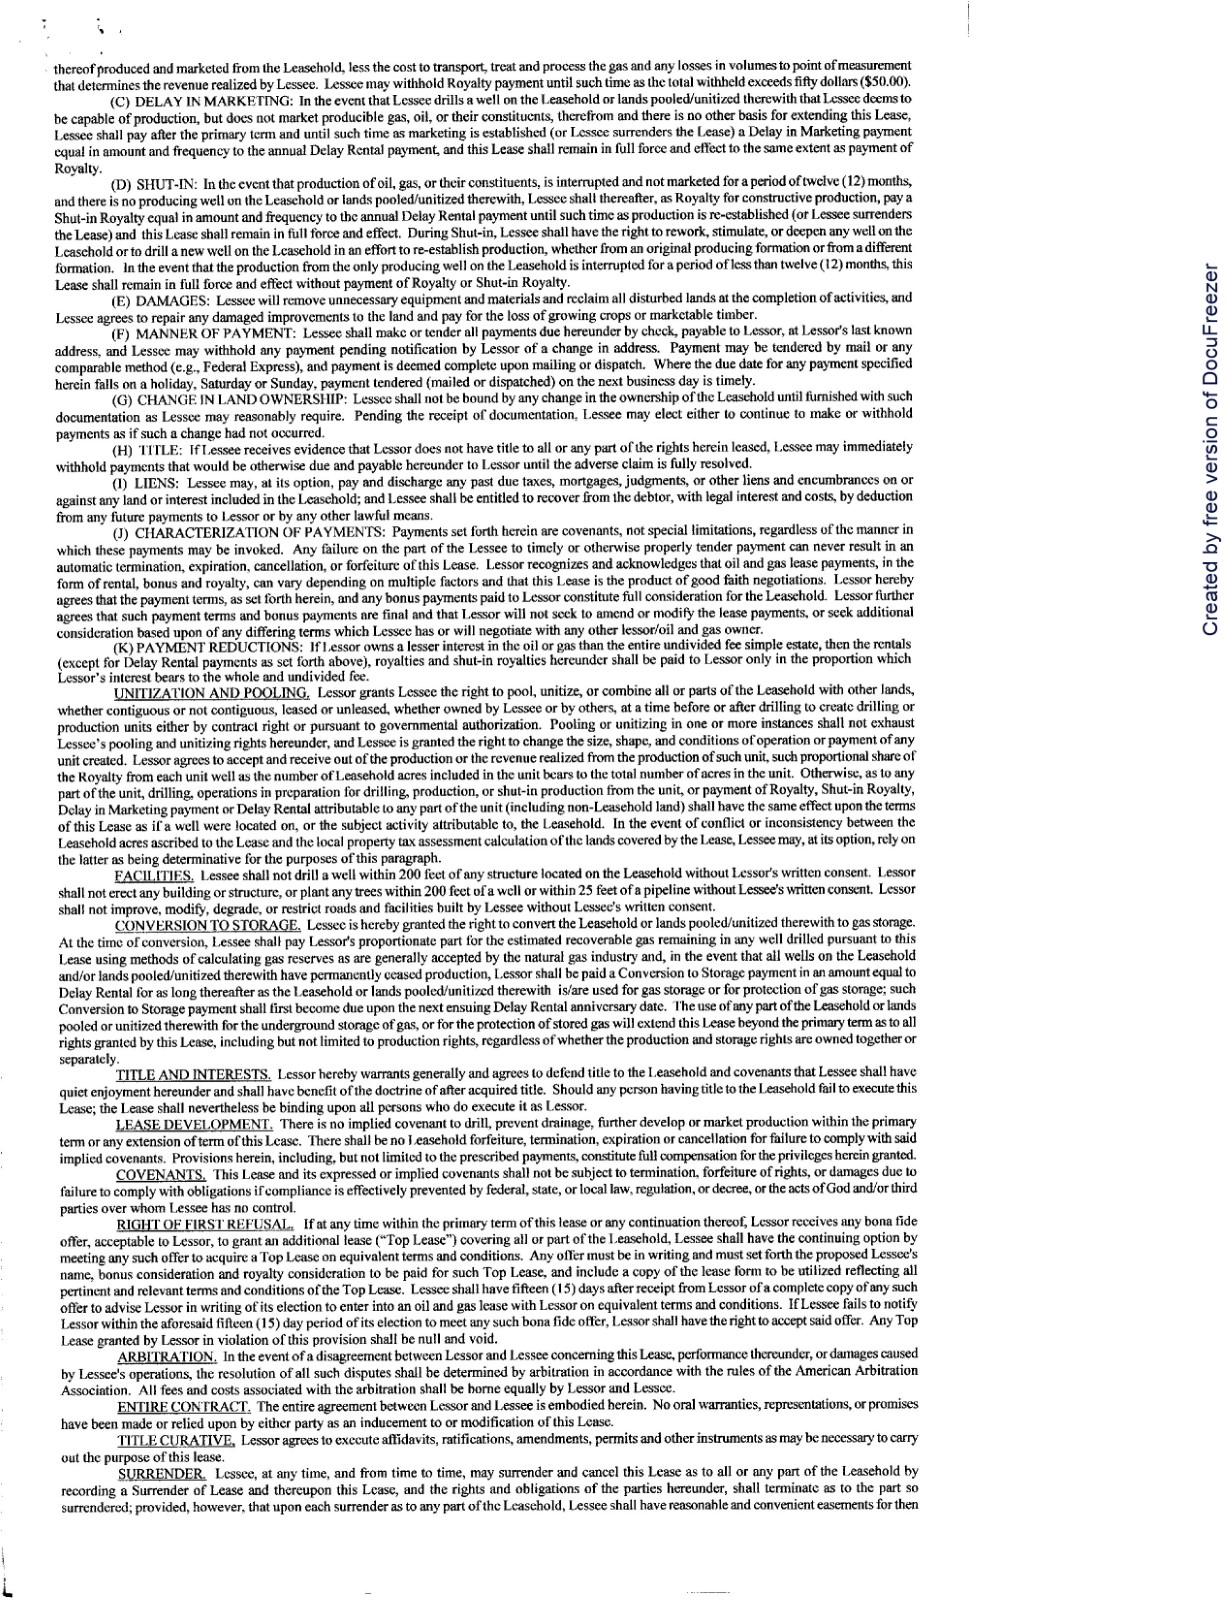 thereof produced and marketed from the Leasehold, less the cost to transport, treat and process the gas and any losses in volumes to point of measurement
that determines the revenue realized by Lessee. Lessee may withhold Royalty payment until such time as the total withheld exceeds fifty dollars ($50.00).
(C) DELAY IN MARKETING: In the event that Lessee drills a well on the Leasehold or lands pooled/unitized therewith that Lessee deems to
be capable of production, but does not market producible gas, oil, or their constituents, therefrom and there is no other basis for extending this Lease,
Lessee shall pay after the primary term and until such time as marketing is established (or Lessee surrenders the Lease) a Delay in Marketing payment
equal in amount and frequency to the annual Delay Rental payment, and this Lease shall remain in full force and effect to the same extent as payment of
Royalty.
(D) SHUT-IN: In the event that production of oil, gas, or their constituents, is interrupted and not marketed for a period of twelve (12) months,
and there is no producing well on the Leasehold or lands pooled/unitized therewith, Lessee shall thereafter, as Royalty for constructive production, pay a
Shut-in Royalty equal in amount and frequency to the annual Delay Rental payment until such time as production is re-established (or Lessee surrenders
the Lease) and this Lease shall remain in full force and effect. During Shut-in, Lessee shall have the right to rework, stimulate, or deepen any well on the
Leasehold or to drill a new well on the Leasehold in an effort to re-establish production, whether from an original producing formation or from a different
formation. In the event that the production from the only producing well on the Leasehold is interrupted for a period of less than twelve (12) months, this
Lease shall remain in full force and effect without payment of Royalty or Shut-in Royalty.
(E) DAMAGES: Lessee will remove unnecessary equipment and materials and reclaim all disturbed lands at the completion of activities, and
Lessee agrees to repair any damaged improvements to the land and pay for the loss of growing crops or marketable timber.
(F) MANNER OF PAYMENT: Lessee shall make or tender all payments due hereunder by check, payable to Lessor, at Lessor's last known
address, and Lessee may withhold any payment pending notification by Lessor of a change in address. Payment may be tendered by mail or any
comparable method (e.g., Federal Express), and payment is deemed complete upon mailing or dispatch. Where the due date for any payment specified
herein falls on a holiday, Saturday or Sunday, payment tendered (mailed or dispatched) on the next business day is timely.
(G) CHANGE IN LAND OWNERSHIP: Lessee shall not be bound by any change in the ownership of the Leasehold until furnished with such
documentation as Lessee may reasonably require. Pending the receipt of documentation, Lessee may elect either to continue to make or withhold
payments as if such a change had not occurred.
(H) TITLE: If Lessee receives evidence that Lessor does not have title to all or any part of the rights herein leased, Lessee may immediately
withhold payments that would be otherwise due and payable hereunder to Lessor until the adverse claim is fully resolved.
(I) LIENS: Lessee may, at its option, pay and discharge any past due taxes, mortgages, judgments, or other liens and encumbrances on or
against any land or interest included in the Leasehold; and Lessee shall be entitled to recover from the debtor, with legal interest and costs, by deduction
from any future payments to Lessor or by any other lawful means.
(J) CHARACTERIZATION OF PAYMENTS: Payments set forth herein are covenants, not special limitations, regardless of the manner in
which these payments may be invoked. Any failure on the part of the Lessee to timely or otherwise properly tender payment can never result in an
automatic termination, expiration, cancellation, or forfeiture of this Lease. Lessor recognizes and acknowledges that oil and gas lease payments, in the
form of rental, bonus and royalty, can vary depending on multiple factors and that this Lease is the product of good faith negotiations. Lessor hereby
agrees that the payment terms, as set forth herein, and any bonus payments paid to Lessor constitute full consideration for the Leasehold. Lessor further
agrees that such payment terms and bonus payments are final and that Lessor will not seek to amend or modify the lease payments, or seek additional
consideration based upon of any differing terms which Lessee has or will negotiate with any other lessor/oil and gas owner.
(K) PAYMENT REDUCTIONS: If Lessor owns a lesser interest in the oil or gas than the entire undivided fee simple estate, then the rentals
(except for Delay Rental payments as set forth above), royalties and shut-in royalties hereunder shall be paid to Lessor only in the proportion which
Lessor's interest bears to the whole and undivided fee.
UNITIZATION AND POOLING. Lessor grants Lessee the right to pool, unitize, or combine all or parts of the Leasehold with other lands,
whether contiguous or not contiguous, leased or unleased, whether owned by Lessee or by others, at a time before or after drilling to create drilling or
production units either by contract right or pursuant to governmental authorization. Pooling or unitizing in one or more instances shall not exhaust
Lessee's pooling and unitizing rights hereunder, and Lessee is granted the right to change the size, shape, and conditions of operation or payment of any
unit created. Lessor agrees to accept and receive out of the production or the revenue realized from the production of such unit, such proportional share of
the Royalty from each unit well as the number of Leasehold acres included in the unit bears to the total number of acres in the unit. Otherwise, as to any
part of the unit, drilling, operations in preparation for drilling, production, or shut-in production from the unit, or payment of Royalty, Shut-in Royalty,
Delay in Marketing payment or Delay Rental attributable to any part of the unit (including non-Leasehold land) shall have the same effect upon the terms
of this Lease as if a well were located on, or the subject activity attributable to, the Leasehold. In the event of conflict or inconsistency between the
Leasehold acres ascribed to the Lease and the local property tax assessment calculation of the lands covered by the Lease, Lessee may, at its option, rely on
the latter as being determinative for the purposes of this paragraph.
FACILITIES. Lessee shall not drill a well within 200 feet of any structure located on the Leasehold without Lessor's written consent. Lessor
shall not erect any building or structure, or plant any trees within 200 feet of a well or within 25 feet of a pipeline without Lessee's written consent. Lessor
shall not improve, modify, degrade, or restrict roads and facilities built by Lessee without Lessee's written consent.
CONVERSION TO STORAGE. Lessee is hereby granted the right to convert the Leasehold or lands pooled/unitized therewith to gas storage.
At the time of conversion, Lessee shall pay Lessor's proportionate part for the estimated recoverable gas remaining in any well drilled pursuant to this
Lease using methods of calculating gas reserves as are generally accepted by the natural gas industry and, in the event that all wells on the Leasehold
and/or lands pooled/unitized therewith have permanently ceased production, Lessor shall be paid a Conversion to Storage payment in an amount equal to
Delay Rental for as long thereafter as the Leasehold or lands pooled/unitized therewith is/are used for gas storage or for protection of gas storage; such
Conversion to Storage payment shall first become due upon the next ensuing Delay Rental anniversary date. The use of any part of the Leasehold or lands
pooled or unitized therewith for the underground storage of gas, or for the protection of stored gas will extend this Lease beyond the primary term as to all
rights granted by this Lease, including but not limited to production rights, regardless of whether the production and storage rights are owned together or
separately.
TITLE AND INTERESTS. Lessor hereby warrants generally and agrees to defend title to the Leasehold and covenants that Lessee shall have
quiet enjoyment hereunder and shall have benefit of the doctrine of after acquired title. Should any person having title to the Leasehold fail to execute this
Lease; the Lease shall nevertheless be binding upon all persons who do execute it as Lessor.
LEASE DEVELOPMENT. There is no implied covenant to drill, prevent drainage, further develop or market production within the primary
term or any extension of term of this Lease. There shall be no Leasehold forfeiture, termination, expiration or cancellation for failure to comply with said
implied covenants. Provisions herein, including, but not limited to the prescribed payments, constitute full compensation for the privileges herein granted.
COVENANTS. This Lease and its expressed or implied covenants shall not be subject to termination, forfeiture of rights, or damages due to
failure to comply with obligations if compliance is effectively prevented by federal, state, or local law, regulation, or decree, or the acts of God and/or third
parties over whom Lessee has no control.
RIGHT OF FIRST REFUSAL. If at any time within the primary term of this lease or any continuation thereof, Lessor receives any bona fide
offer, acceptable to Lessor, to grant an additional lease ("Top Lease") covering all or part of the Leasehold, Lessee shall have the continuing option by
meeting any such offer to acquire a Top Lease on equivalent terms and conditions. Any offer must be in writing and must set forth the proposed Lessee's
name, bonus consideration and royalty consideration to be paid for such Top Lease, and include a copy of the lease form to be utilized reflecting all
pertinent and relevant terms and conditions of the Top Lease. Lessee shall have fifteen (15) days after receipt from Lessor of a complete copy of any such
offer to advise Lessor in writing of its election to enter into an oil and gas lease with Lessor on equivalent terms and conditions. If Lessee fails to notify
Lessor within the aforesaid fifteen (15) day period of its election to meet any such bona fide offer, Lessor shall have the right to accept said offer. Any Top
Lease granted by Lessor in violation of this provision shall be null and void.
ARBITRATION. In the event of a disagreement between Lessor and Lessee concerning this Lease, performance thereunder, or damages caused
by Lessee's operations, the resolution of all such disputes shall be determined by arbitration in accordance with the rules of the American Arbitration
Association. All fees and costs associated with the arbitration shall be borne equally by Lessor and Lessee.
ENTIRE CONTRACT. The entire agreement between Lessor and Lessee is embodied herein. No oral warranties, representations, or promises
have been made or relied upon by either party as an inducement to or modification of this Lease.
TITLE CURATIVE. Lessor agrees to execute affidavits, ratifications, amendments, permits and other instruments as may be necessary to carry
out the purpose of this lease.
SURRENDER. Lessee, at any time, and from time to time, may surrender and cancel this Lease as to all or any part of the Leasehold by
recording a Surrender of Lease and thereupon this Lease, and the rights and obligations of the parties hereunder, shall terminate as to the part so
surrendered; provided, however, that upon each surrender as to any part of the Leasehold, Lessee shall have reasonable and convenient easements for then
Created by free version of DocuFreezer